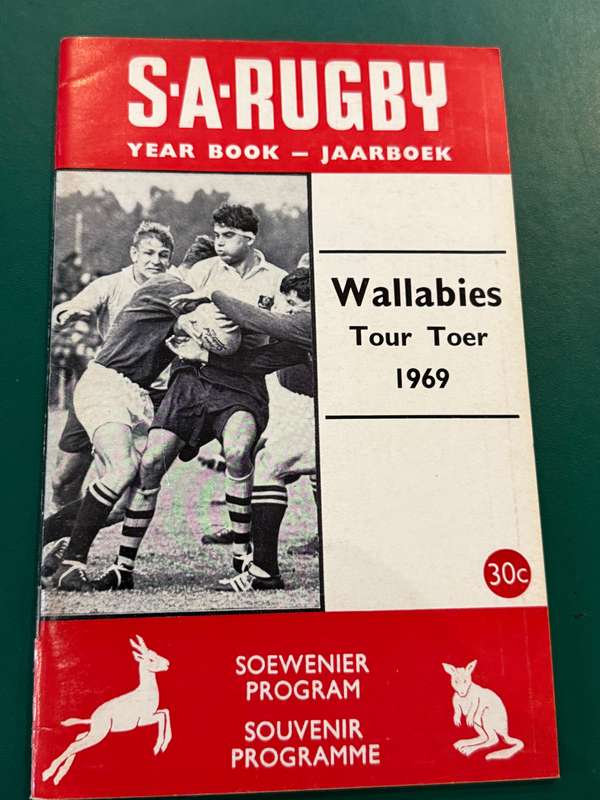 S·A·RUGBY
YEAR BOOK – JAARBOEK
Wallabies
Tour Toer
1969
30c
SOEWENIER
PROGRAM
SOUVENIR
PROGRAMME